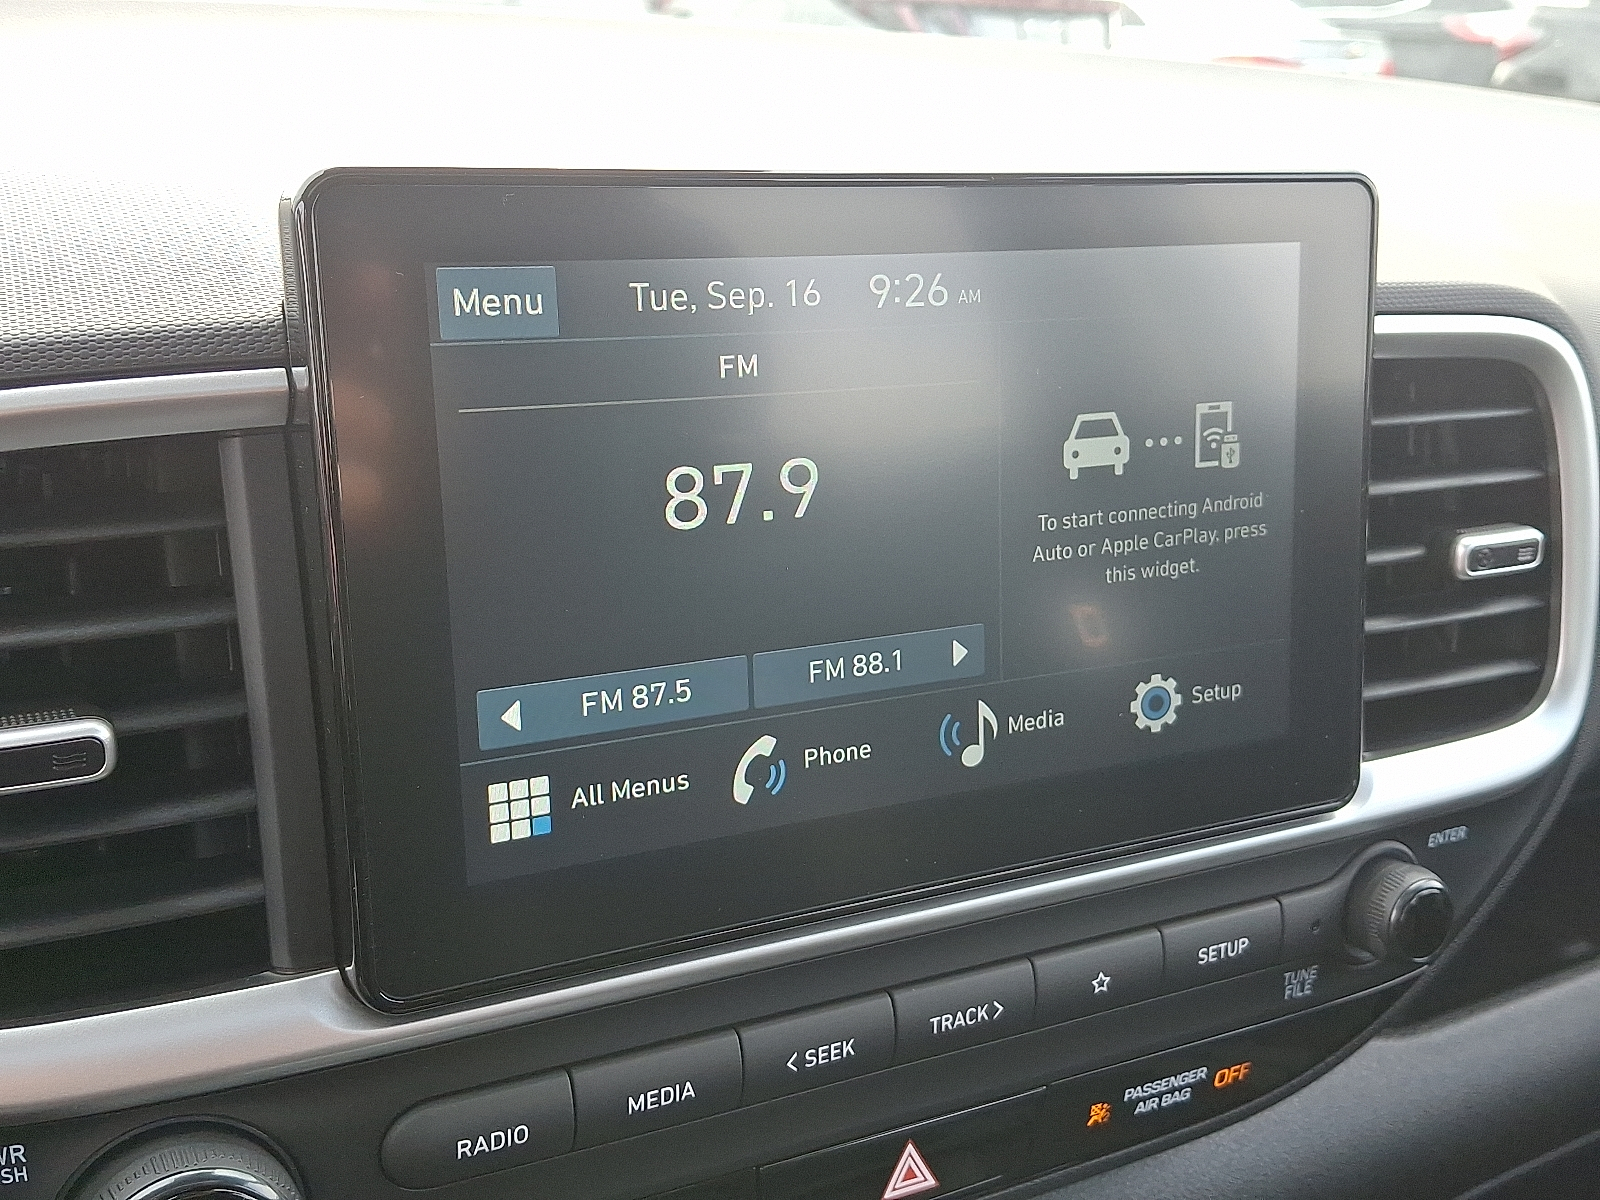 Menu
Tue, Sep. 16
9:26 AM
FM
87.9
To start connecting Android
Auto or Apple CarPlay, press
this widget.
FM 87.5
FM 88.1
All Menus
Phone
Media
Setup
ENTER
TUNE
FILE
SETUP
TRACK
SEEK
MEDIA
RADIO
PASSENGER
AIR BAG
OFF